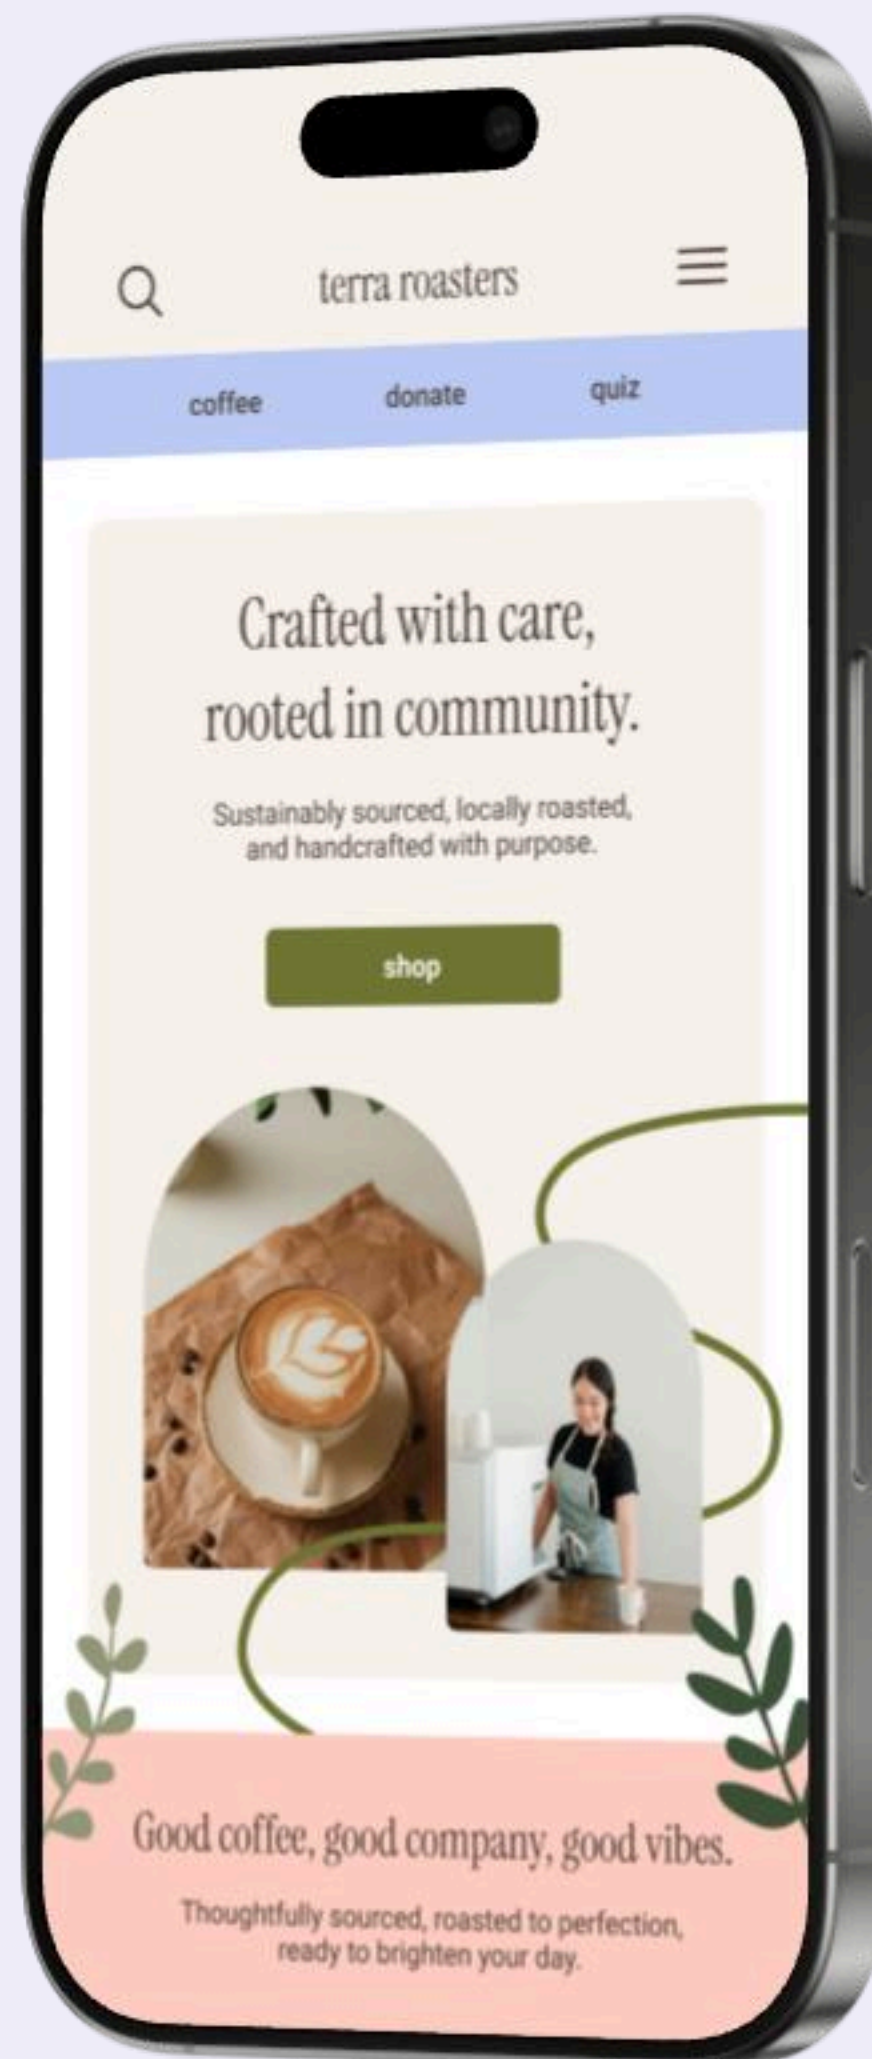 terra roasters
coffee donate quiz
Crafted with care,
rooted in community.
Sustainably sourced, locally roasted,
and handcrafted with purpose.
shop
Good coffee, good company, good vibes.
Thoughtfully sourced, roasted to perfection,
ready to brighten your day.